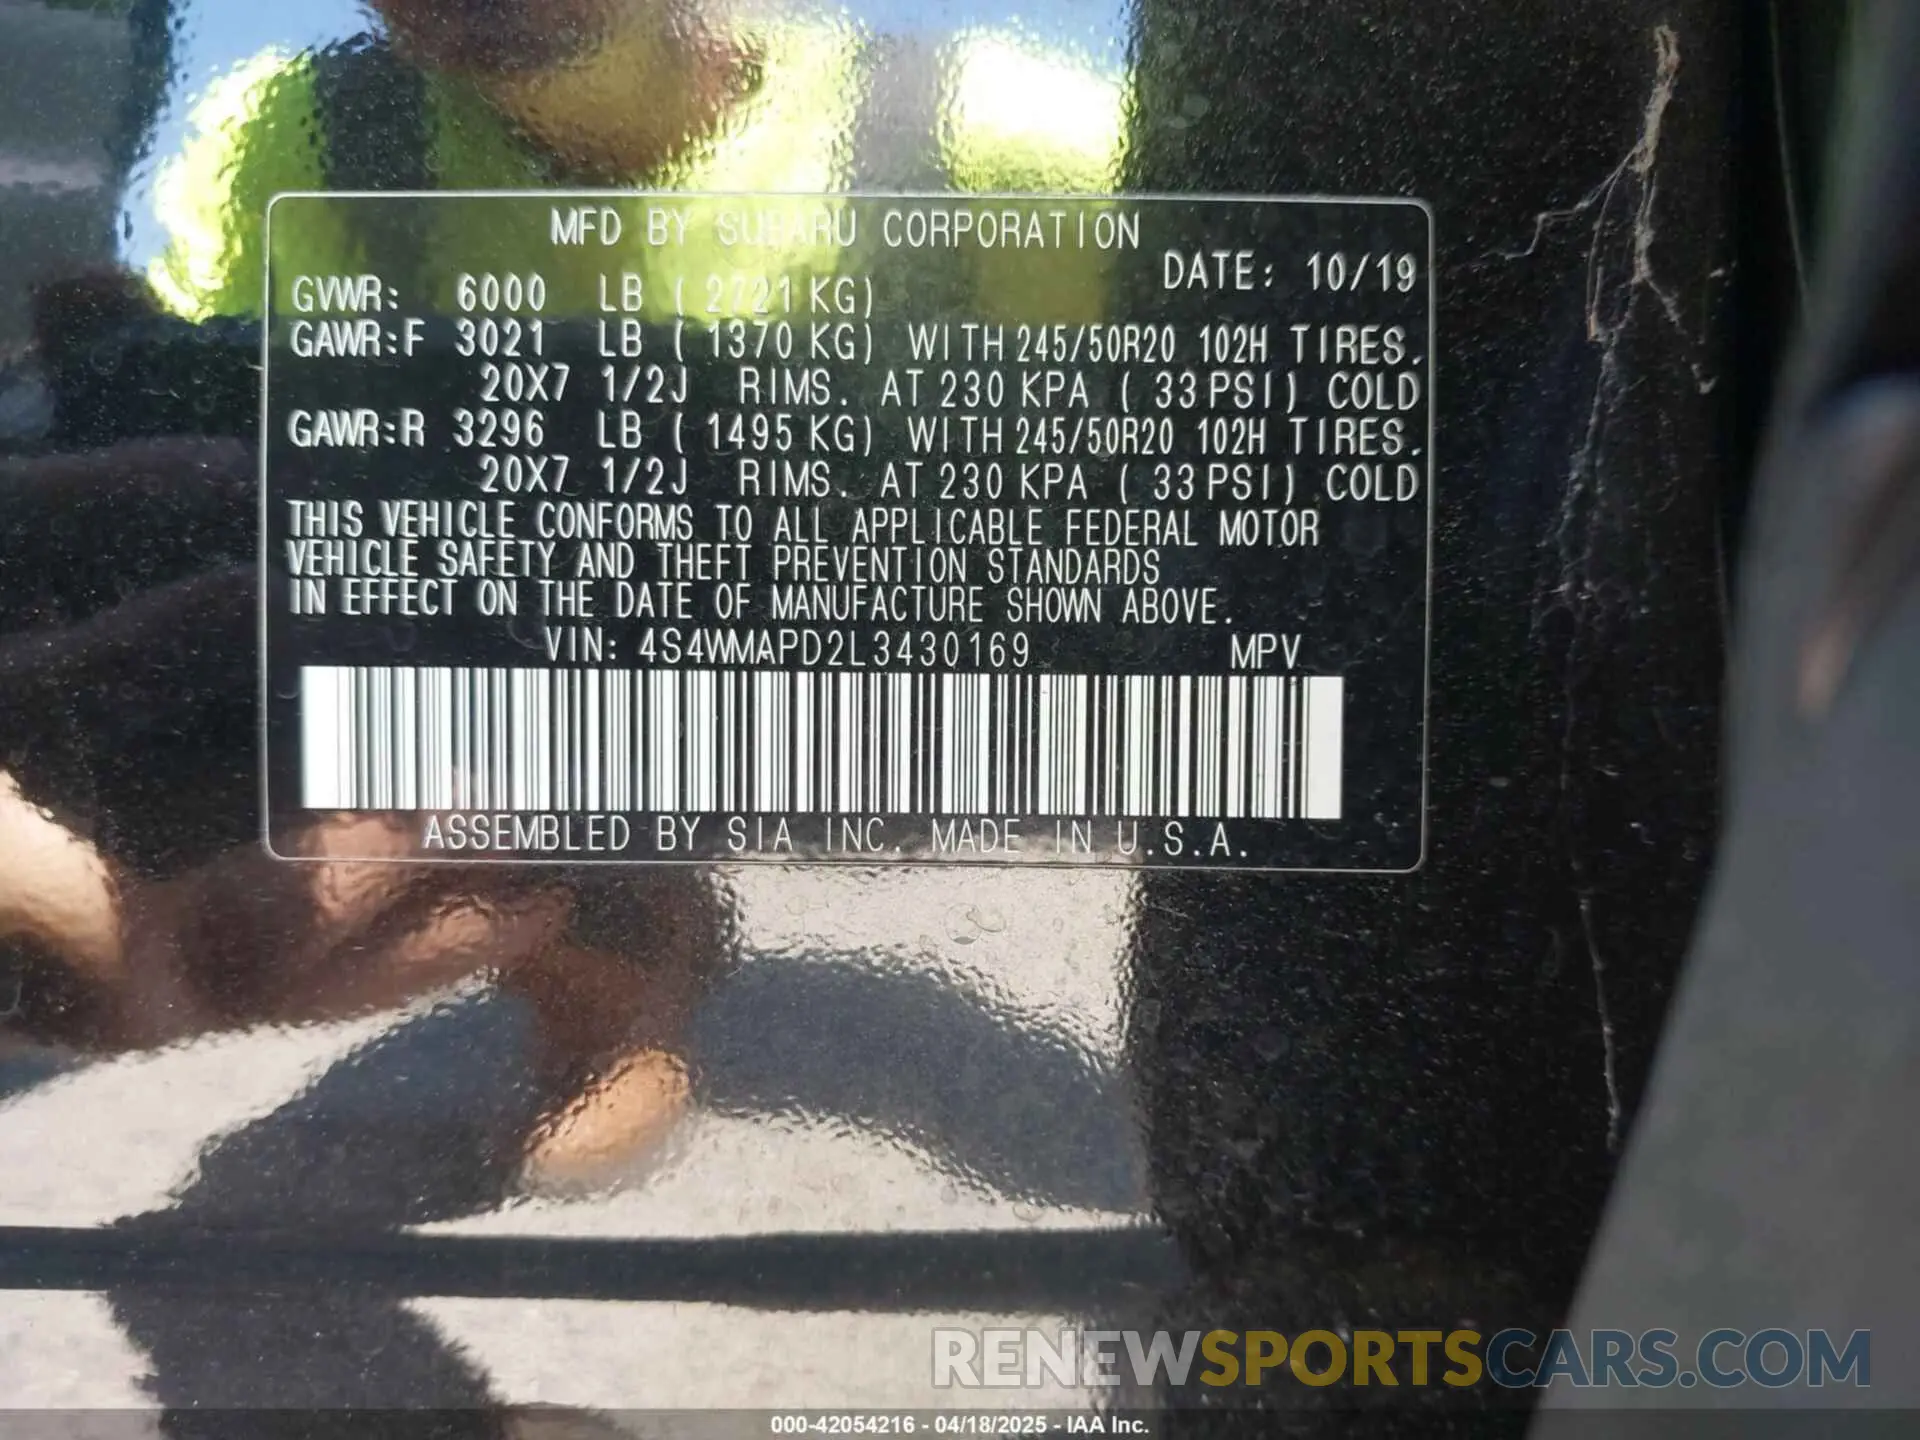 MFD BY SUBARU CORPORATION
DATE: 10/19
GVWR: 6000 LB ( 2721 KG)
GAWR:F 3021 LB ( 1370 KG) WITH 245/50R20 102H TIRES.
20X7 1/2J RIMS. AT 230 KPA ( 33 PSI) COLD
GAWR:R 3296 LB ( 1495 KG) WITH 245/50R20 102H TIRES.
20X7 1/2J RIMS. AT 230 KPA ( 33 PSI) COLD
THIS VEHICLE CONFORMS TO ALL APPLICABLE FEDERAL MOTOR
VEHICLE SAFETY AND THEFT PREVENTION STANDARDS
IN EFFECT ON THE DATE OF MANUFACTURE SHOWN ABOVE.
VIN: 4S4WMAPD2L3430169 MPV
ASSEMBLED BY SIA INC. MADE IN U.S.A.
RENEWSPORTSCARS.COM
000-42054216 - 04/18/2025 - IAA Inc.